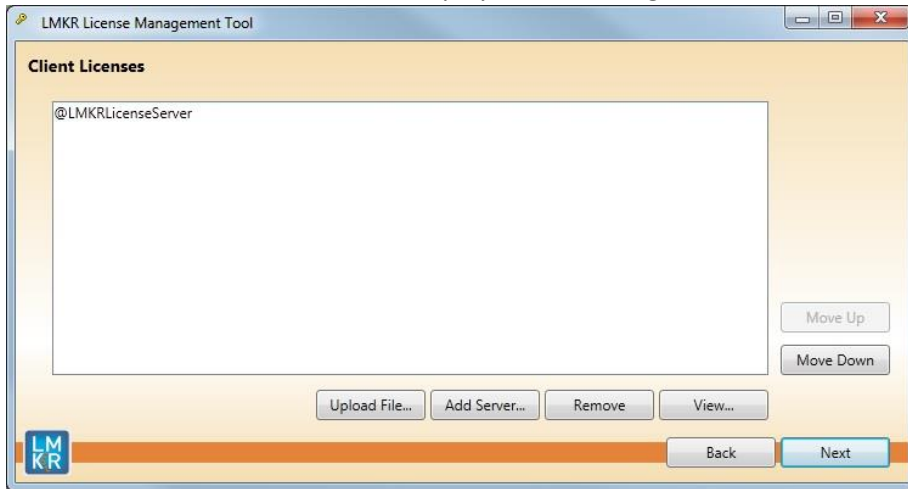 LMKR License Management Tool
Client Licenses
@LMKRLicenseServer
Move Up
Move Down
Upload File... Add Server... Remove View...
LM
KR
Back Next